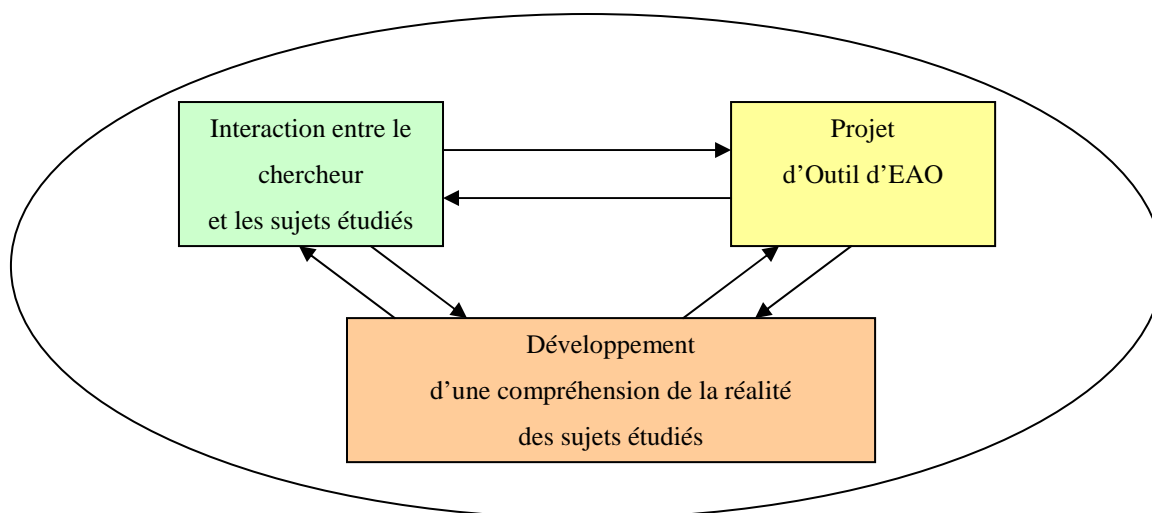 Interaction entre le
chercheur
et les sujets étudiés
Projet
d’Outil d’EAO
Développement
d’une compréhension de la réalité
des sujets étudiés